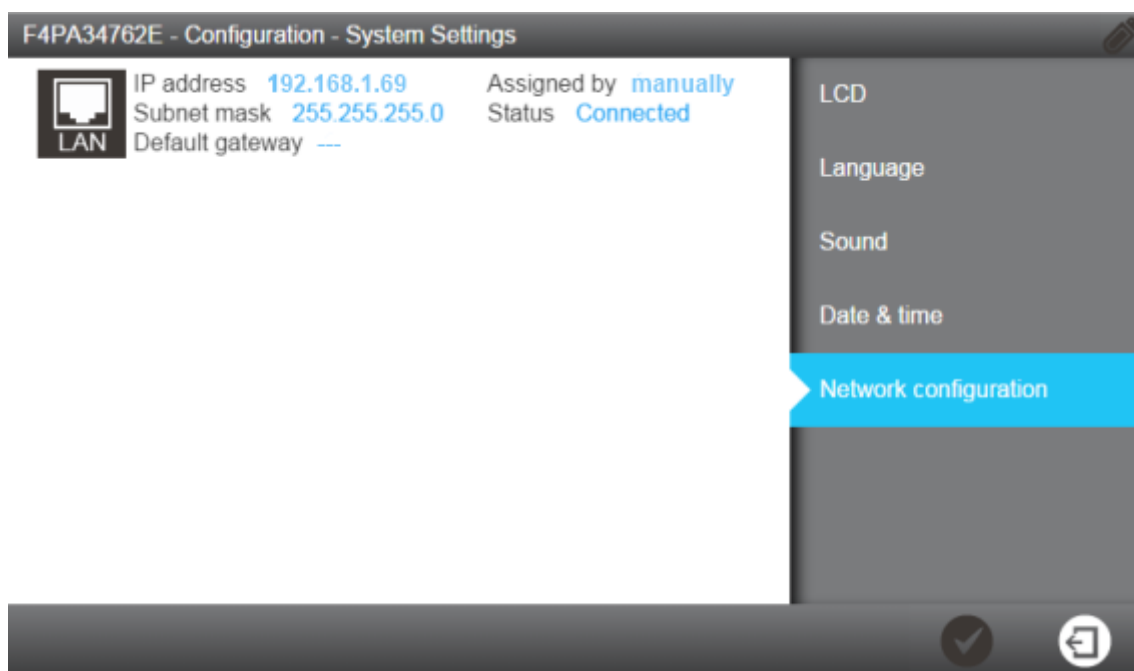 F4PA34762E - Configuration - System Settings
IP address 192.168.1.69 Assigned by manually
Subnet mask 255.255.255.0 Status Connected
LAN Default gateway ---
LCD
Language
Sound
Date & time
Network configuration